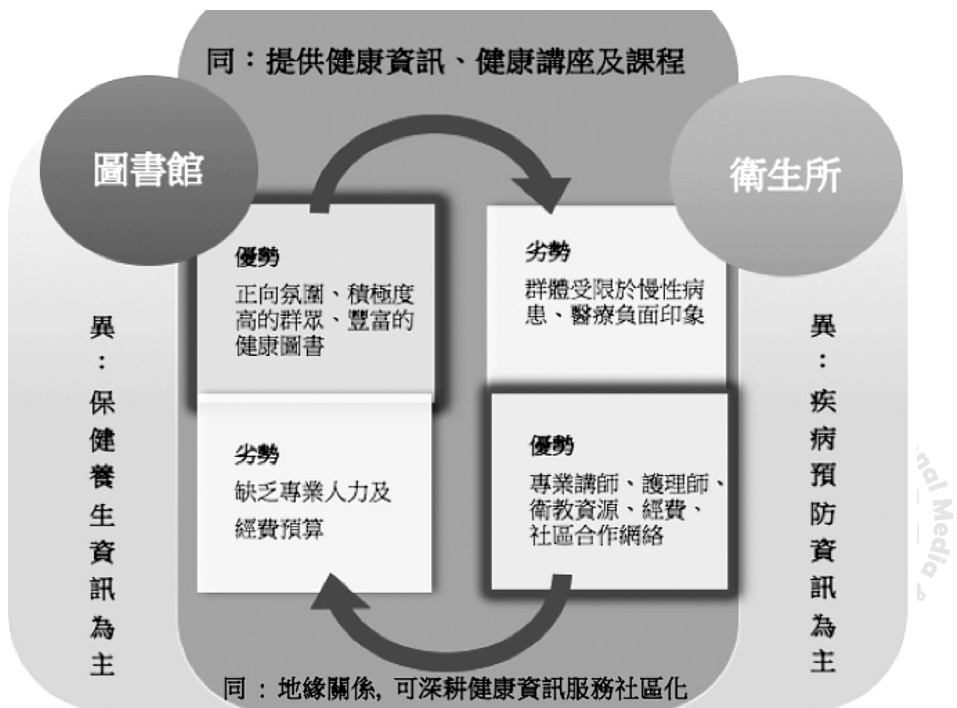 同：提供健康資訊、健康講座及課程
圖書館
衛生所
優勢
正向氛圍、積極度
高的群眾、豐富的
健康圖書
劣勢
群體受限於慢性病
患、醫療負面印象
異：保健養生資訊為主
異：疾病預防資訊為主
劣勢
缺乏專業人力及
經費預算
優勢
專業講師、護理師、
衛教資源、經費、
社區合作網絡
同：地緣關係, 可深耕健康資訊服務社區化
nal Media